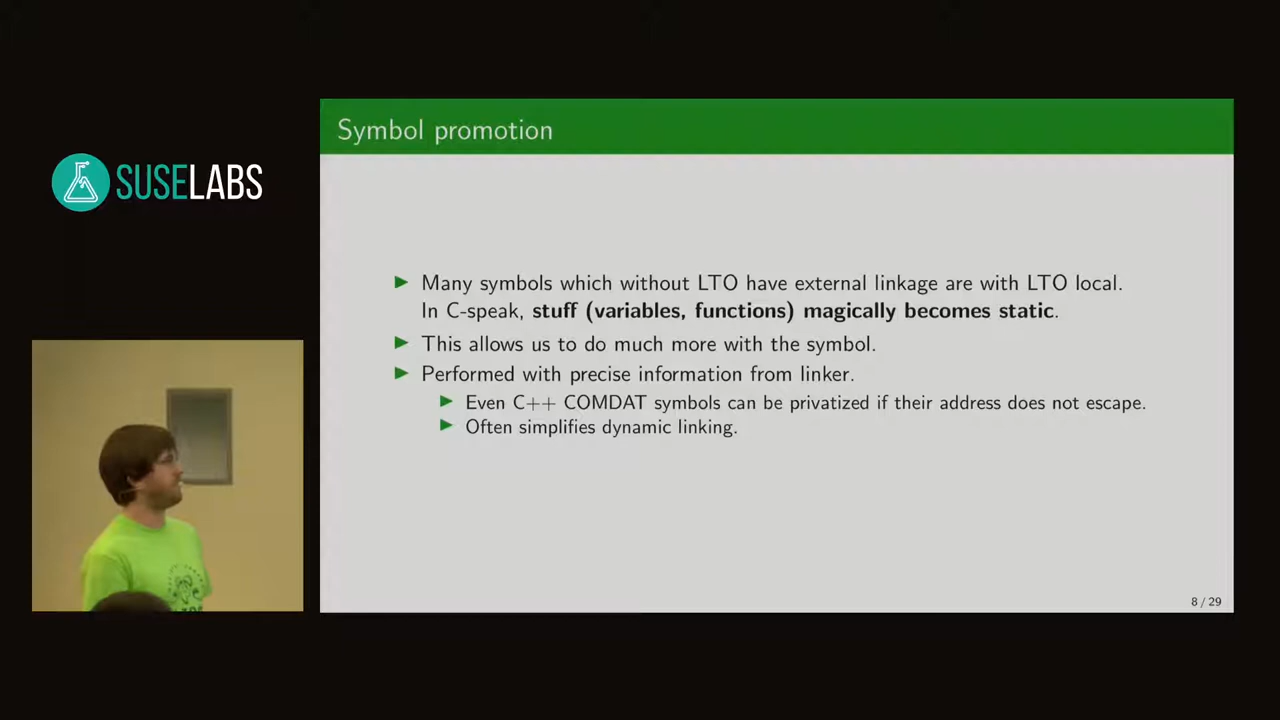 SUSELABS
Symbol promotion
Many symbols which without LTO have external linkage are with LTO local.
In C-speak, stuff (variables, functions) magically becomes static.
This allows us to do much more with the symbol.
Performed with precise information from linker.
Even C++ COMDAT symbols can be privatized if their address does not escape.
Often simplifies dynamic linking.
8 / 29